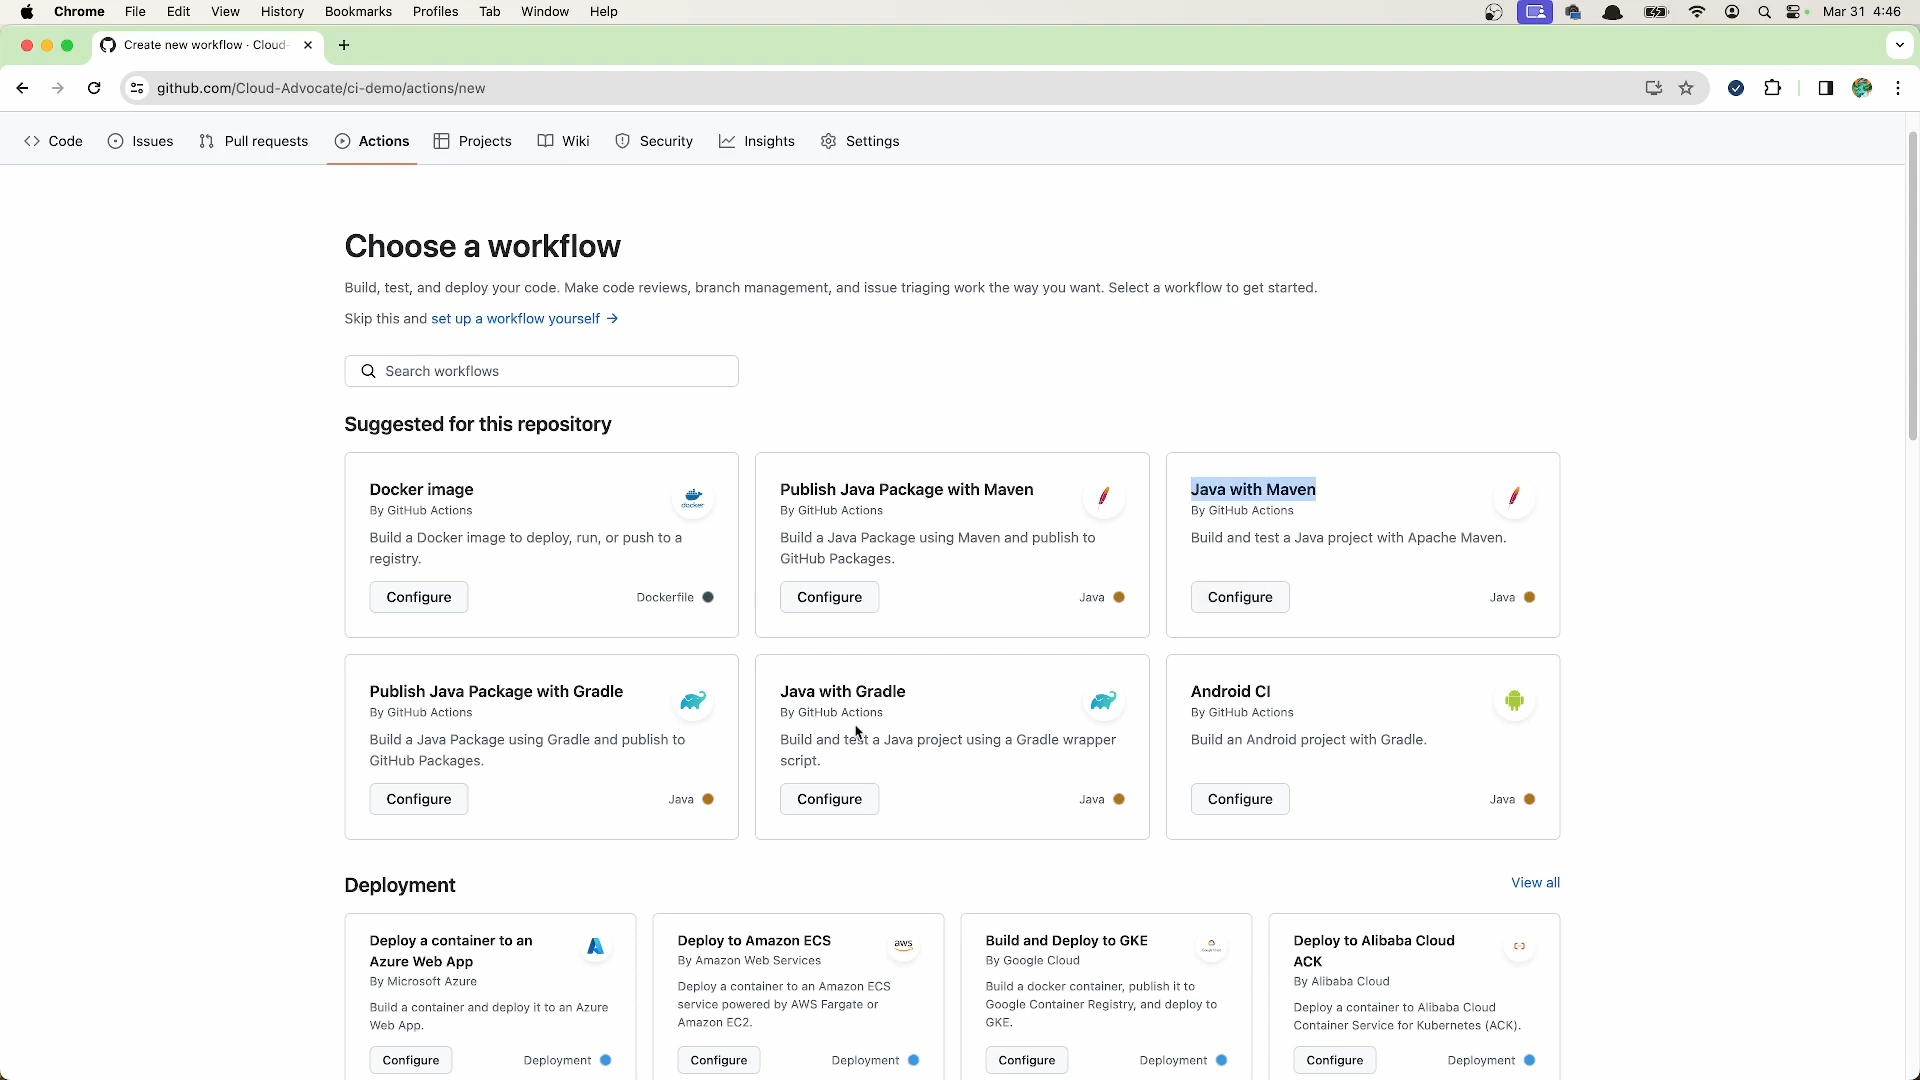 Chrome File Edit View History Bookmarks Profiles Tab Window Help Mar 31 4:46
Create new workflow · Cloud-
github.com/Cloud-Advocate/ci-demo/actions/new
Code Issues Pull requests Actions Projects Wiki Security Insights Settings
Choose a workflow
Build, test, and deploy your code. Make code reviews, branch management, and issue triaging work the way you want. Select a workflow to get started.
Skip this and set up a workflow yourself →
Search workflows
Suggested for this repository
Docker image
By GitHub Actions
docker
Build a Docker image to deploy, run, or push to a
registry.
Configure Dockerfile
Publish Java Package with Maven
By GitHub Actions
Build a Java Package using Maven and publish to
GitHub Packages.
Configure Java
Java with Maven
By GitHub Actions
Build and test a Java project with Apache Maven.
Configure Java
Publish Java Package with Gradle
By GitHub Actions
Build a Java Package using Gradle and publish to
GitHub Packages.
Configure Java
Java with Gradle
By GitHub Actions
Build and test a Java project using a Gradle wrapper
script.
Configure Java
Android CI
By GitHub Actions
Build an Android project with Gradle.
Configure Java
Deployment View all
Deploy a container to an
Azure Web App
By Microsoft Azure
Build a container and deploy it to an Azure
Web App.
Configure Deployment
Deploy to Amazon ECS
By Amazon Web Services
aws
Deploy a container to an Amazon ECS
service powered by AWS Fargate or
Amazon EC2.
Configure Deployment
Build and Deploy to GKE
By Google Cloud
Build a docker container, publish it to
Google Container Registry, and deploy to
GKE.
Configure Deployment
Deploy to Alibaba Cloud
ACK
By Alibaba Cloud
Deploy a container to Alibaba Cloud
Container Service for Kubernetes (ACK).
Configure Deployment